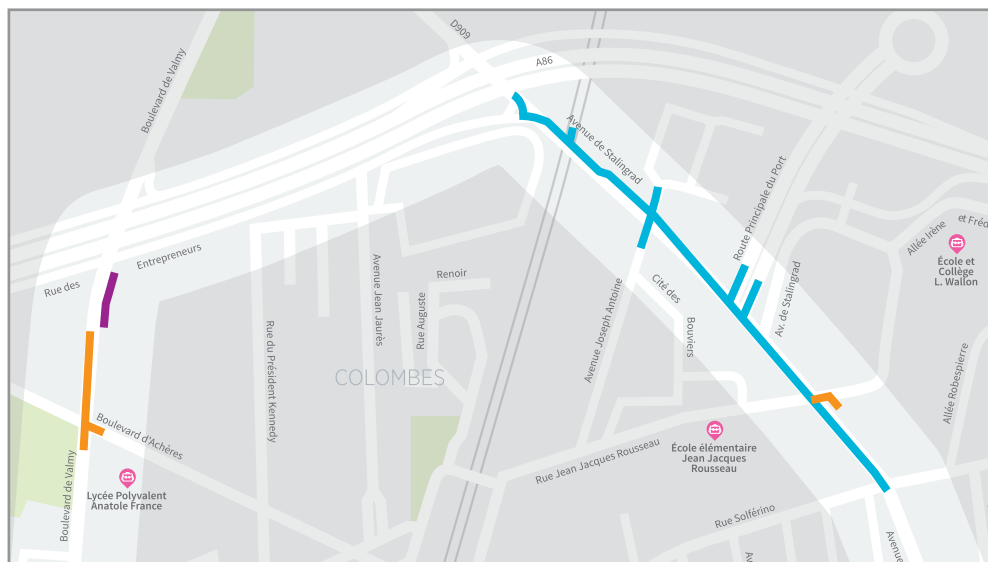 D909
A86
Boulevard de Valmy
Avenue de Stalingrad
Route Principale du Port
Allée Irène
et Fréd
École et
Collège
L. Wallon
Rue des
Entrepreneurs
Avenue Jean Jaurès
Renoir
Rue Auguste
Cité des
Bouviers
Avenue Joseph Antoine
Av. de Stalingrad
Rue du Président Kennedy
COLOMBES
Allée Robespierre
Boulevard d'Achères
École élémentaire
Jean Jacques
Rousseau
Rue Jean Jacques Rousseau
Boulevard de Valmy
Lycée Polyvalent
Anatole France
Rue Solférino
Av
Avenue